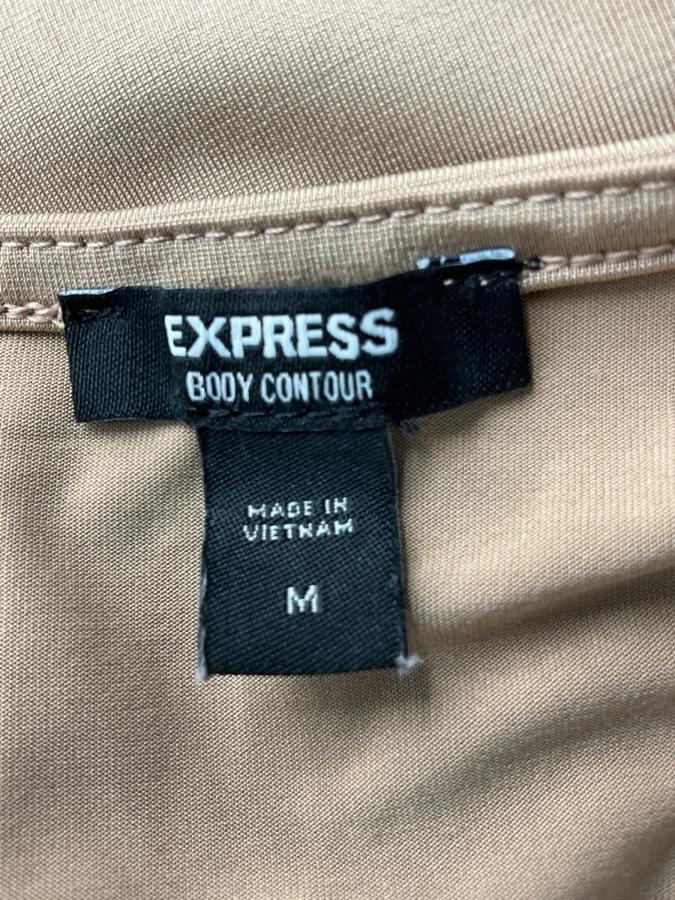 EXPRESS
BODY CONTOUR
MADE IN
VIETNAM
M